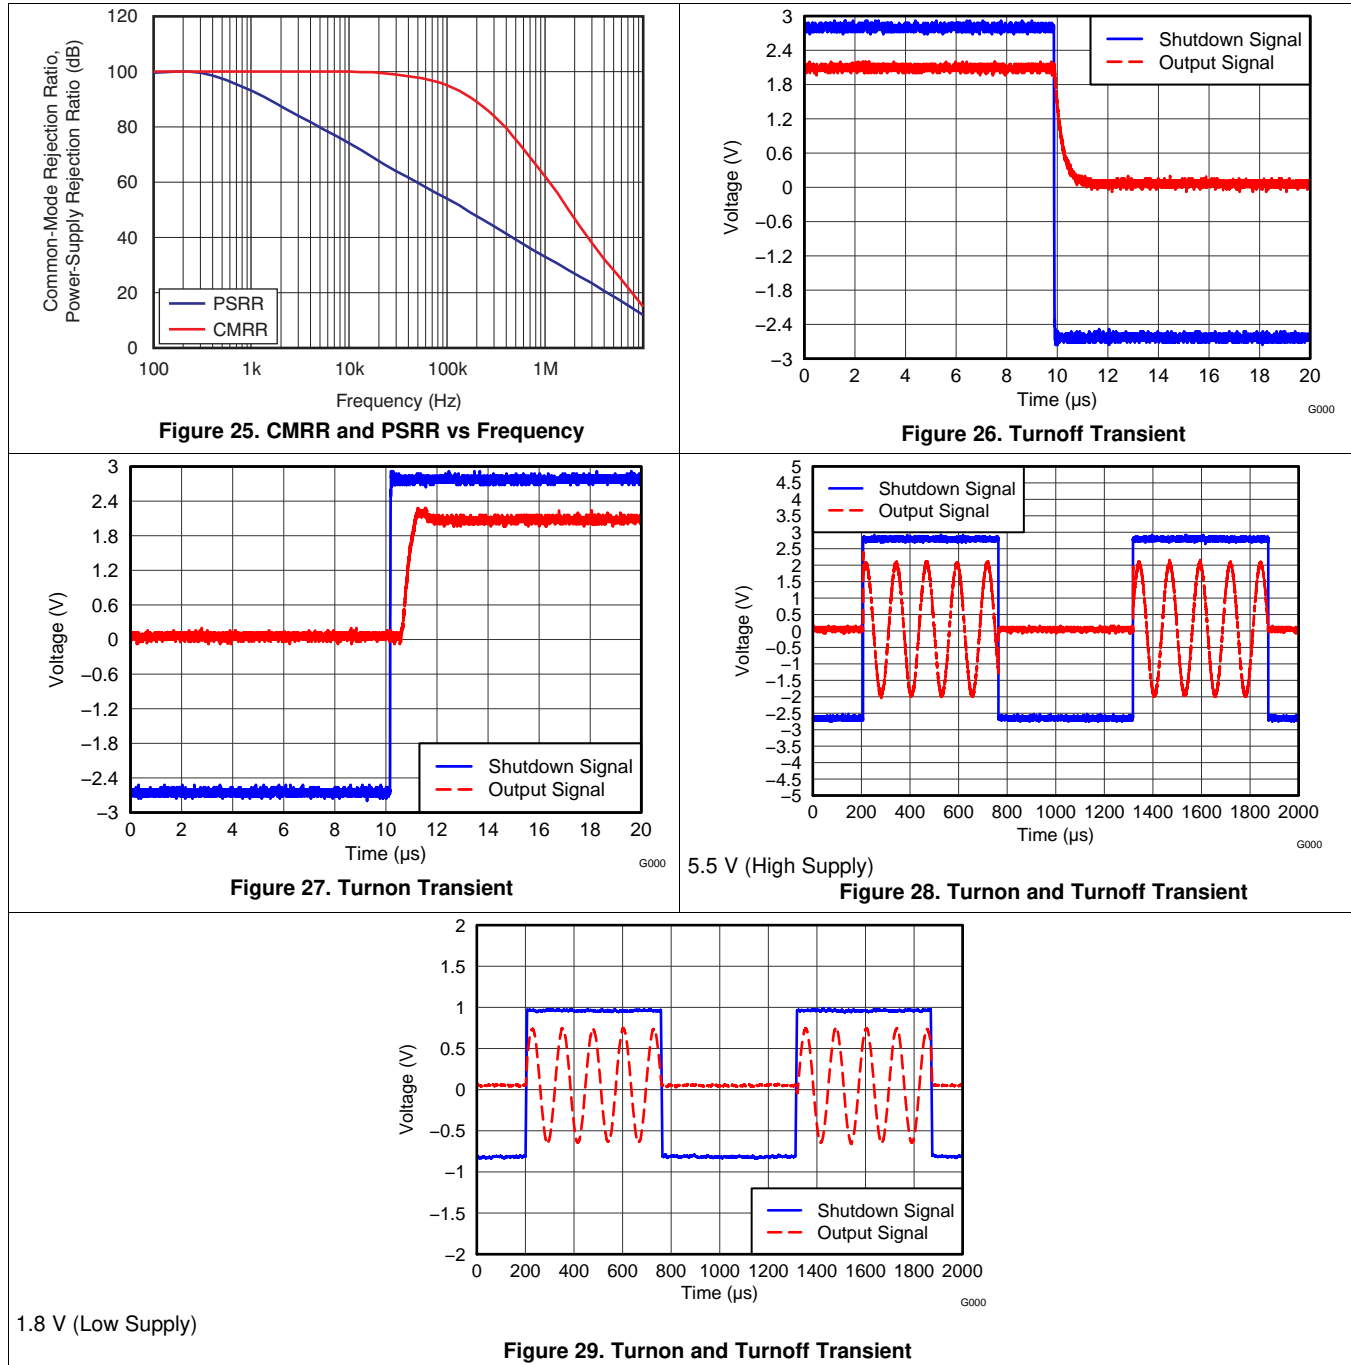 Common-Mode Rejection Ratio,
Power-Supply Rejection Ratio (dB)
120
100
80
60
40
20
0
PSRR
CMRR
100
1k
10k
100k
1M
Frequency (Hz)
Figure 25. CMRR and PSRR vs Frequency
Voltage (V)
3
2.4
1.8
1.2
0.6
0
−0.6
−1.2
−1.8
−2.4
−3
Shutdown Signal
Output Signal
0 2 4 6 8 10 12 14 16 18 20
Time (µs)
G000
Figure 26. Turnoff Transient
Voltage (V)
3
2.4
1.8
1.2
0.6
0
−0.6
−1.2
−1.8
−2.4
−3
Shutdown Signal
Output Signal
0 2 4 6 8 10 12 14 16 18 20
Time (µs)
G000
Figure 27. Turnon Transient
Voltage (V)
5
4.5
4
3.5
3
2.5
2
1.5
1
0.5
0
−0.5
−1
−1.5
−2
−2.5
−3
−3.5
−4
−4.5
−5
Shutdown Signal
Output Signal
0 200 400 600 800 1000 1200 1400 1600 1800 2000
Time (µs)
G000
5.5 V (High Supply)
Figure 28. Turnon and Turnoff Transient
Voltage (V)
2
1.5
1
0.5
0
−0.5
−1
−1.5
−2
Shutdown Signal
Output Signal
0 200 400 600 800 1000 1200 1400 1600 1800 2000
Time (µs)
G000
1.8 V (Low Supply)
Figure 29. Turnon and Turnoff Transient